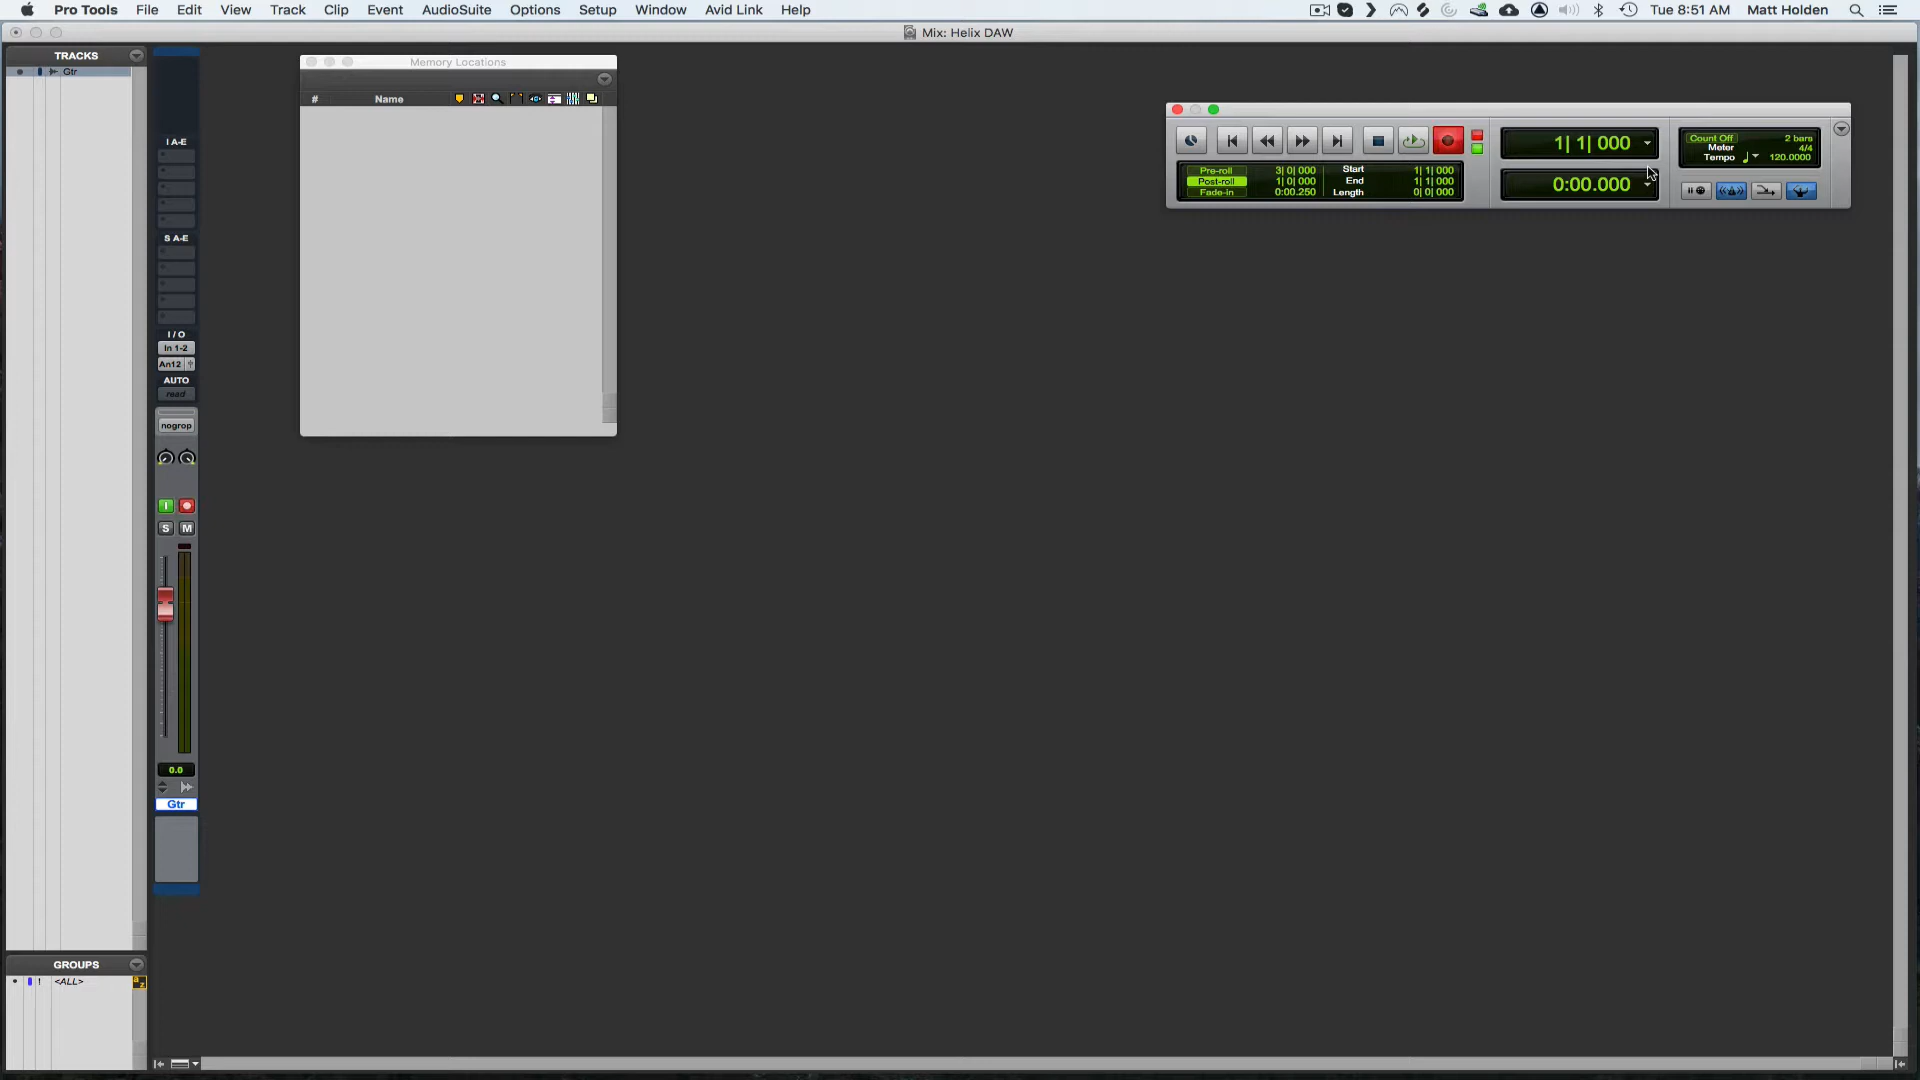 Pro Tools File Edit View Track Clip Event AudioSuite Options Setup Window Avid Link Help Tue 8:51 AM Matt Holden
Mix: Helix DAW
TRACKS
Gtr
Memory Locations
# Name
I A-E
S A-E
I / O
In 1-2
An12
AUTO
read
nogrop
I
S M
0.0
Gtr
1| 1| 000
0:00.000
Count Off 2 bars
Meter 4/4
Tempo 120.0000
Pre-roll 3| 0| 000 Start 1| 1| 000
Post-roll 1| 0| 000 End 1| 1| 000
Fade-in 0:00.250 Length 0| 0| 000
GROUPS
! <ALL>
a z